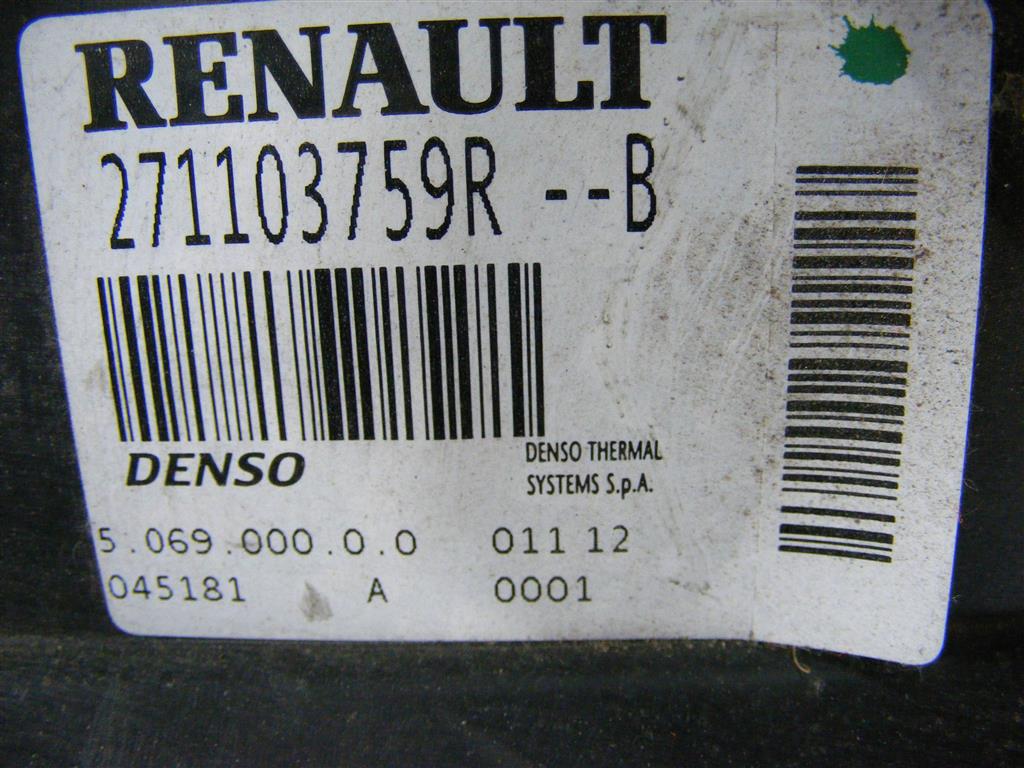 RENAULT
271103759R --B
DENSO
DENSO THERMAL
SYSTEMS S.p.A.
5.069.000.0.0 011 12
045181 A 0001